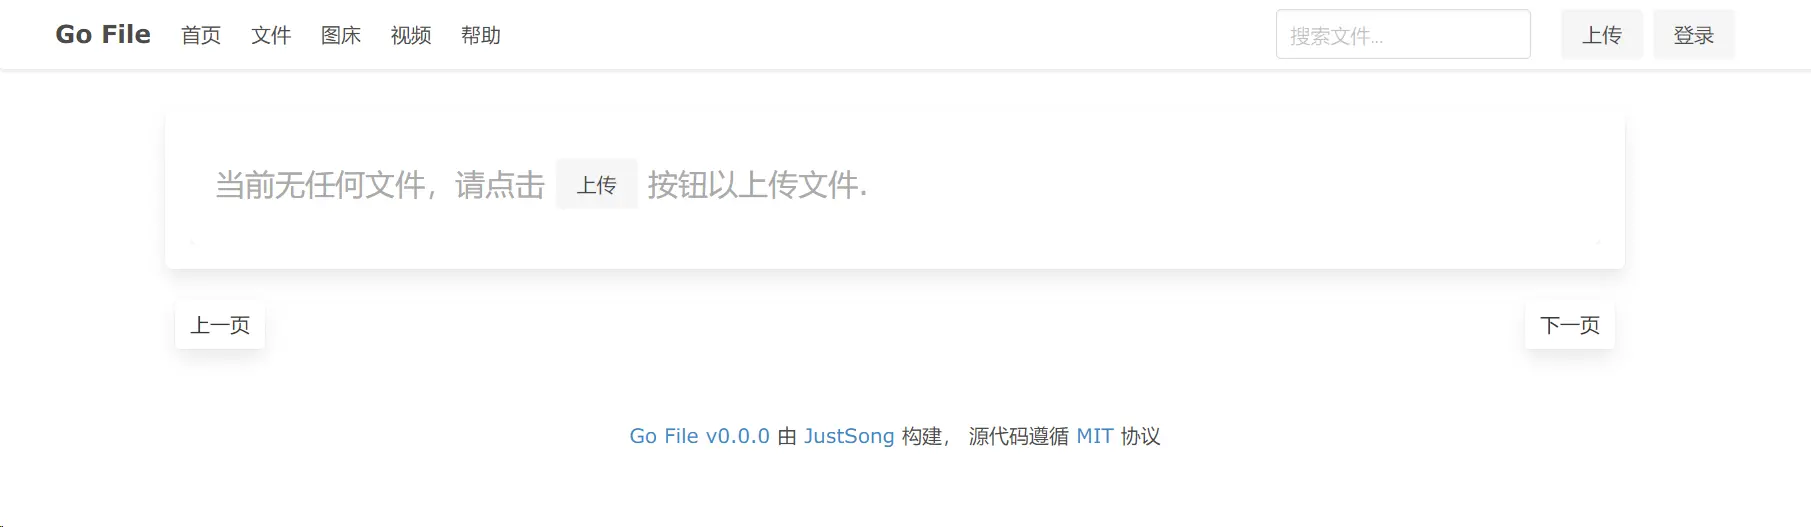 Go File 首页 文件 图床 视频 帮助 搜索文件... 上传 登录
当前无任何文件，请点击 上传 按钮以上传文件.
上一页 下一页
Go File v0.0.0 由 JustSong 构建， 源代码遵循 MIT 协议